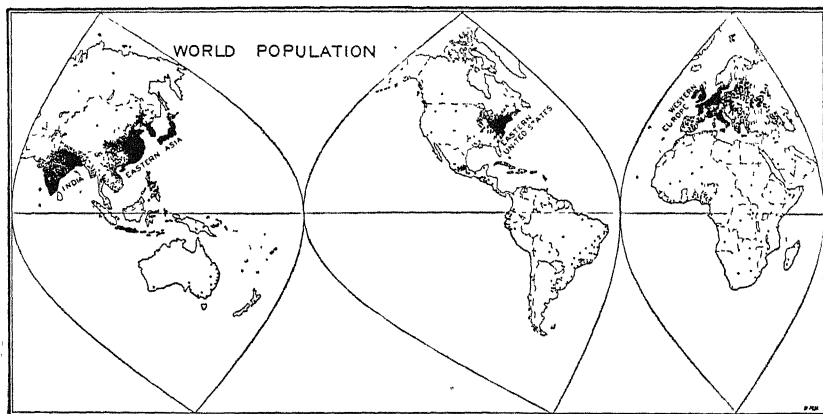 WORLD POPULATION
INDIA
EASTERN ASIA
EASTERN
UNITED STATES
WESTERN
EUROPE